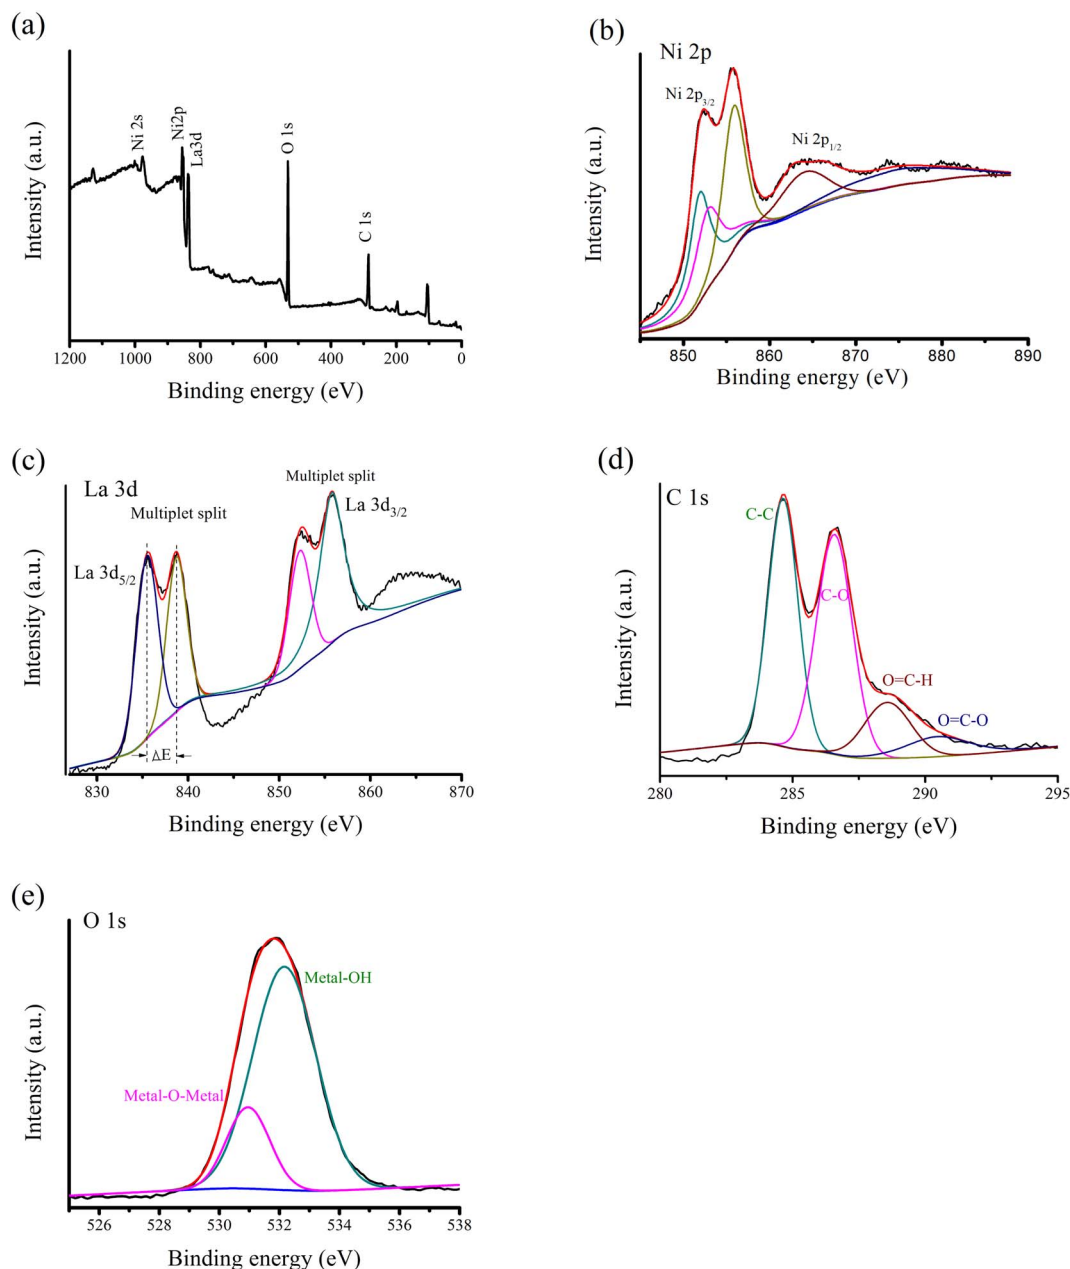 (a)
Intensity (a.u.)
Ni 2s
Ni2p
La3d
O 1s
C 1s
1200 1000 800 600 400 200 0
Binding energy (eV)
(b)
Ni 2p
Intensity (a.u.)
Ni 2p3/2
Ni 2p1/2
850 860 870 880 890
Binding energy (eV)
(c)
La 3d
Multiplet split
Multiplet split
La 3d3/2
La 3d5/2
Intensity (a.u.)
ΔE
830 840 850 860 870
Binding energy (eV)
(d)
C 1s
C-C
C-O
O=C-H
O=C-O
Intensity (a.u.)
280 285 290 295
Binding energy (eV)
(e)
O 1s
Metal-OH
Metal-O-Metal
Intensity (a.u.)
526 528 530 532 534 536 538
Binding energy (eV)